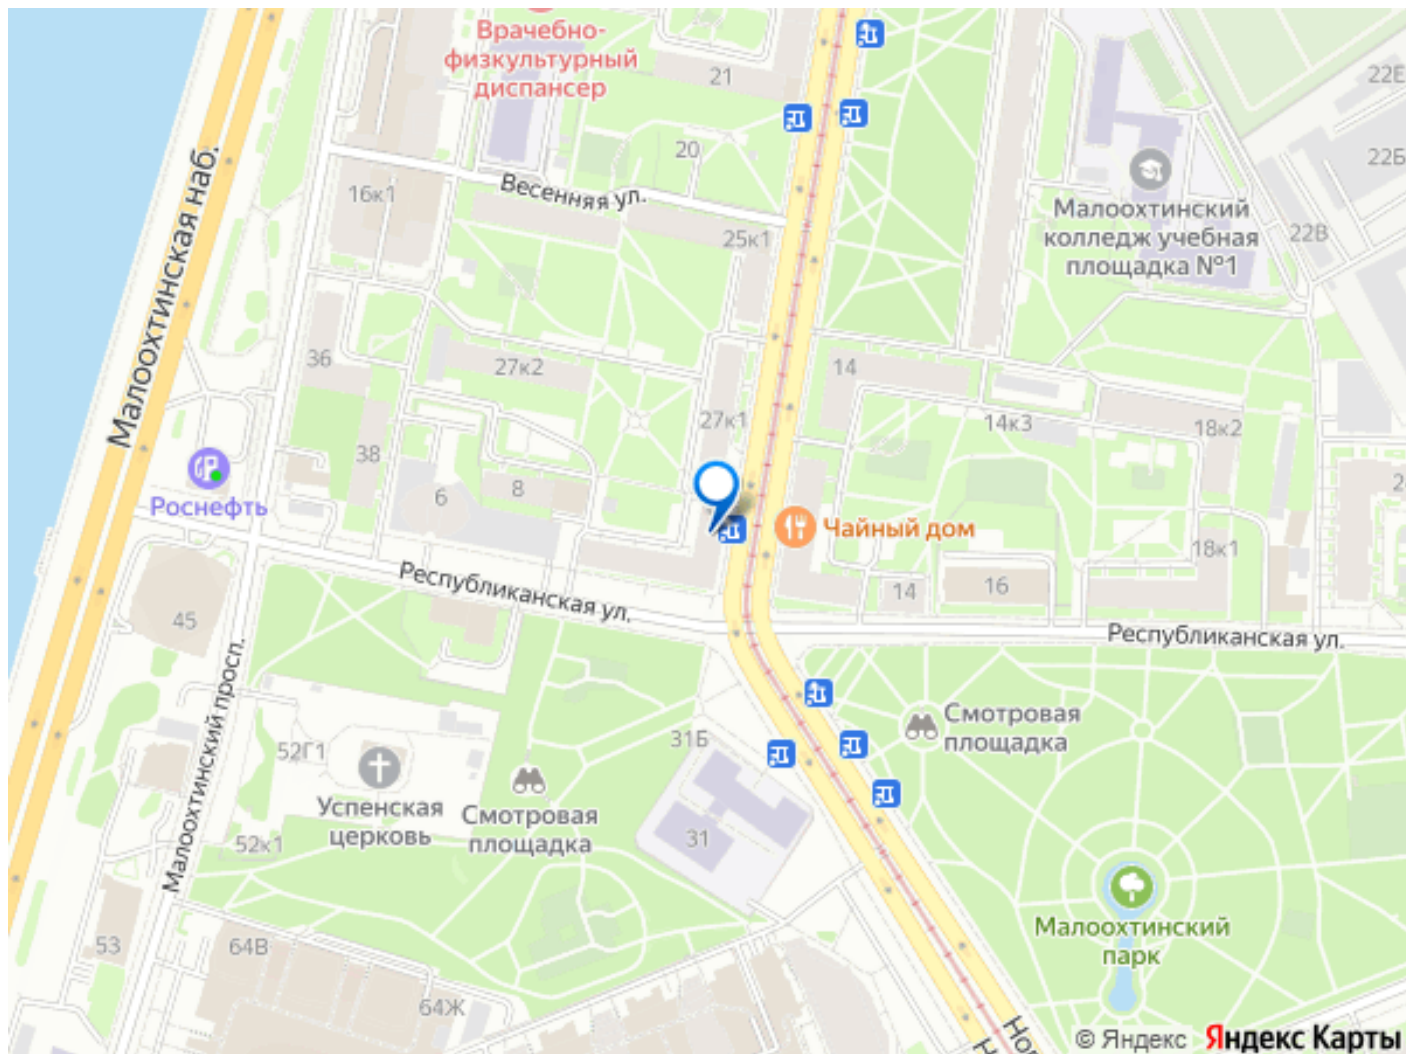 Врачебно-
физкультурный
диспансер
21
22Е
20
22Б
Малоохтинская наб.
16к1
Весенняя ул.
Малоохтинский
колледж учебная
площадка №1
25к1
22В
36
27к2
14
27к1
14к3
18к2
38
6
8
Роснефть
Чайный дом
18к1
Республиканская ул.
14
16
45
Республиканская ул.
Малоохтинский просп.
Смотровая
площадка
31Б
52Г1
Успенская
церковь
Смотровая
площадка
31
52к1
Малоохтинский
парк
53
64В
64Ж
© Яндекс Яндекс Карты